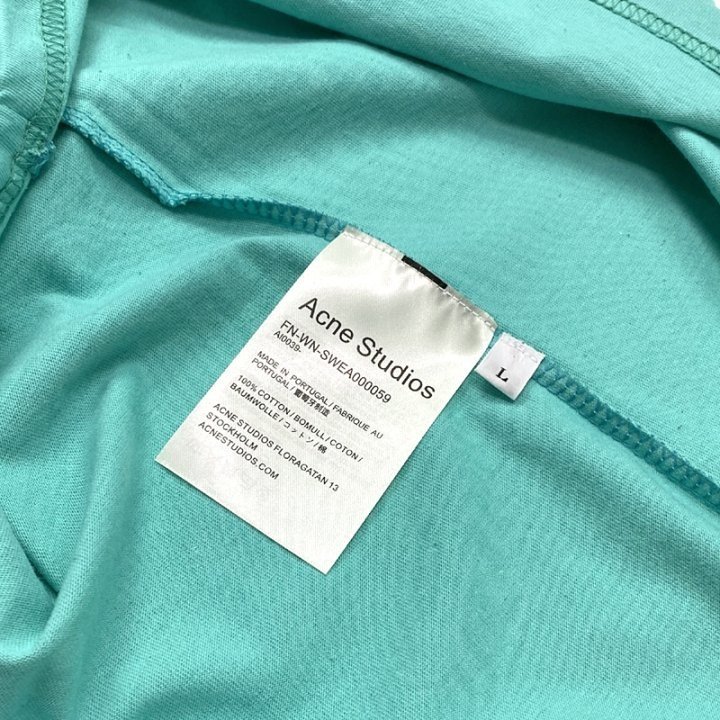 Acne Studios
FN-WN-SWEA000059
AI0039-
MADE IN PORTUGAL / FABRIQUE AU
PORTUGAL / 葡萄牙制造
100% COTTON / BOMULL / COTON /
BAUMWOLLE / コットン / 棉
ACNE STUDIOS FLORAGATAN 13
STOCKHOLM
ACNESTUDIOS.COM
L